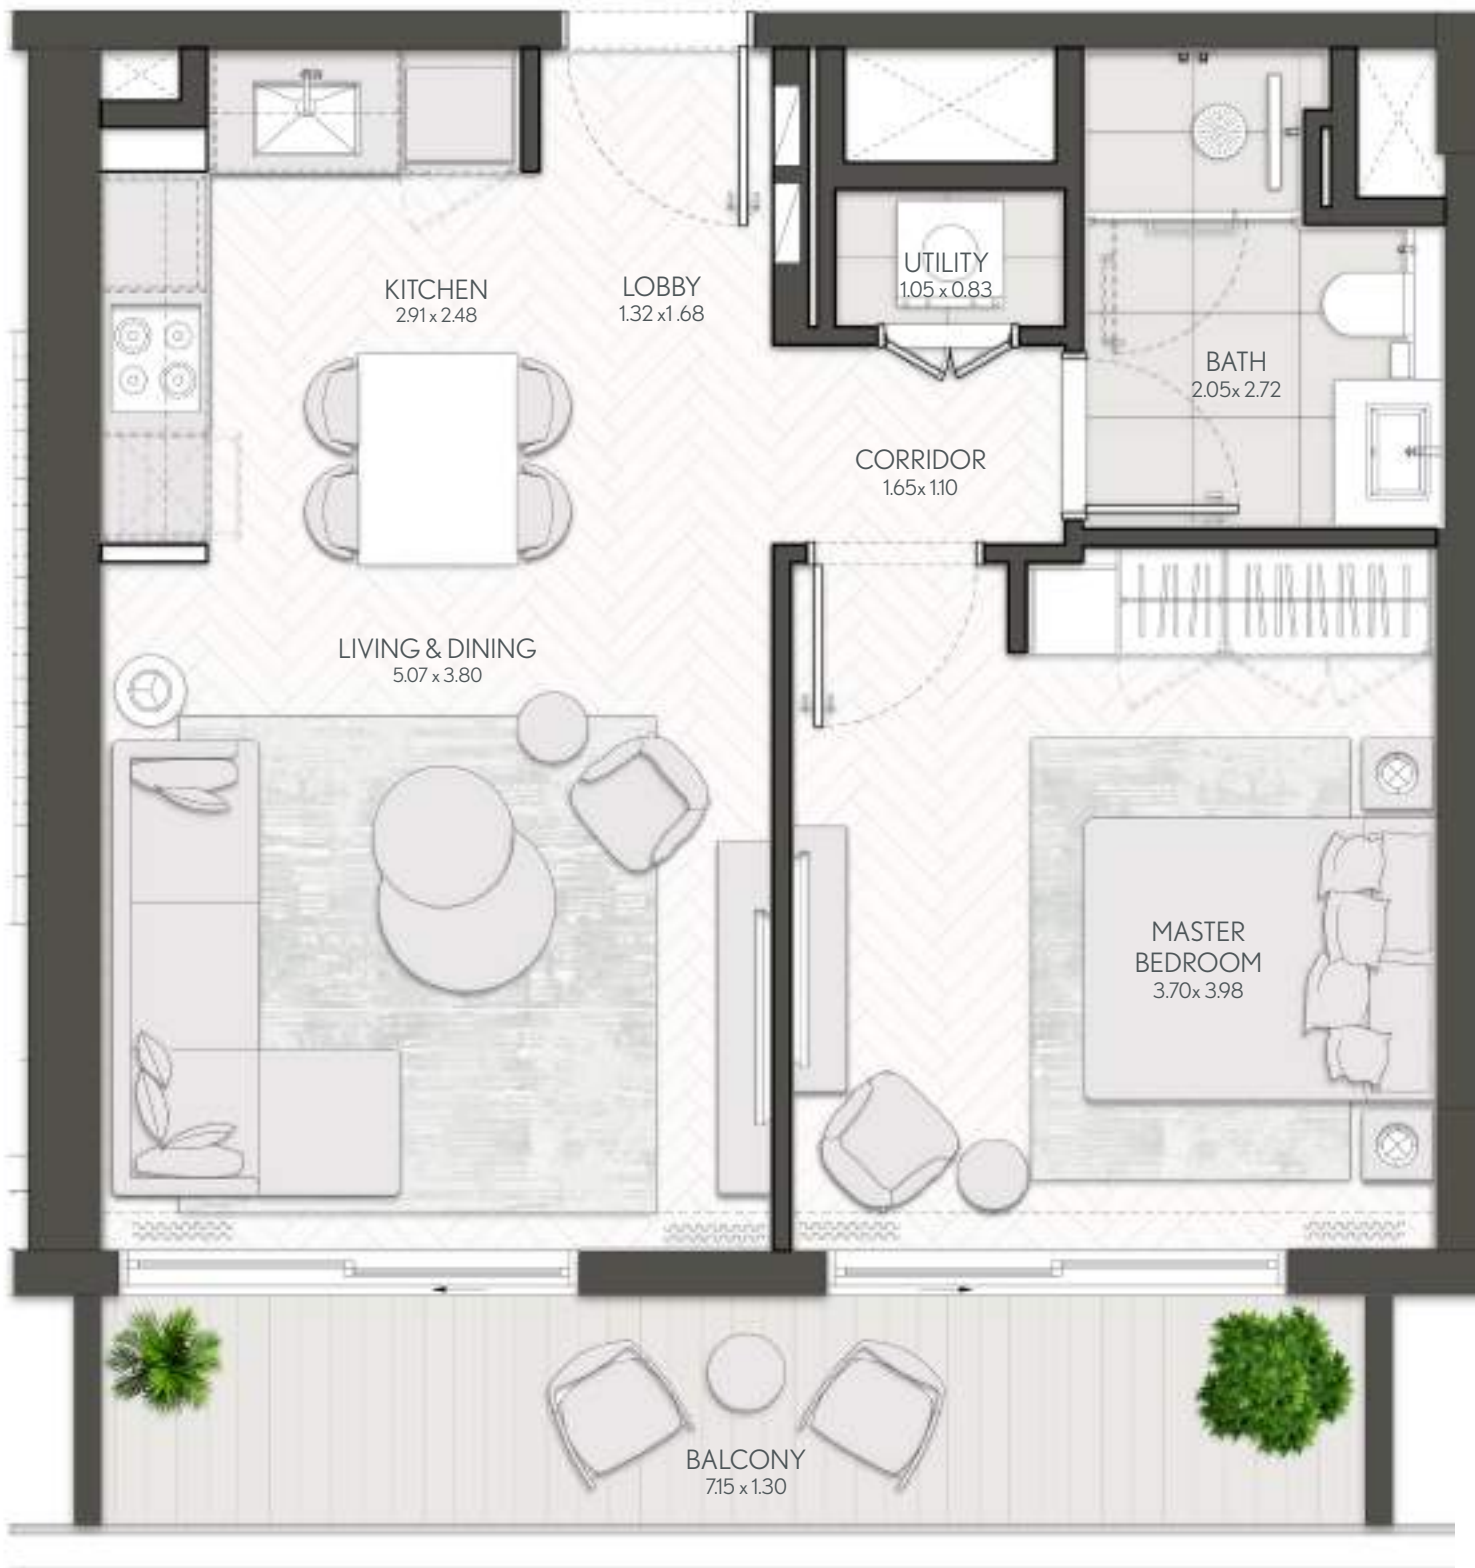 KITCHEN
2.91 x 2.48
LOBBY
1.32 x1.68
UTILITY
1.05 x 0.83
BATH
2.05x 2.72
CORRIDOR
1.65x 1.10
LIVING & DINING
5.07 x 3.80
MASTER
BEDROOM
3.70x 3.98
BALCONY
7.15 x 1.30